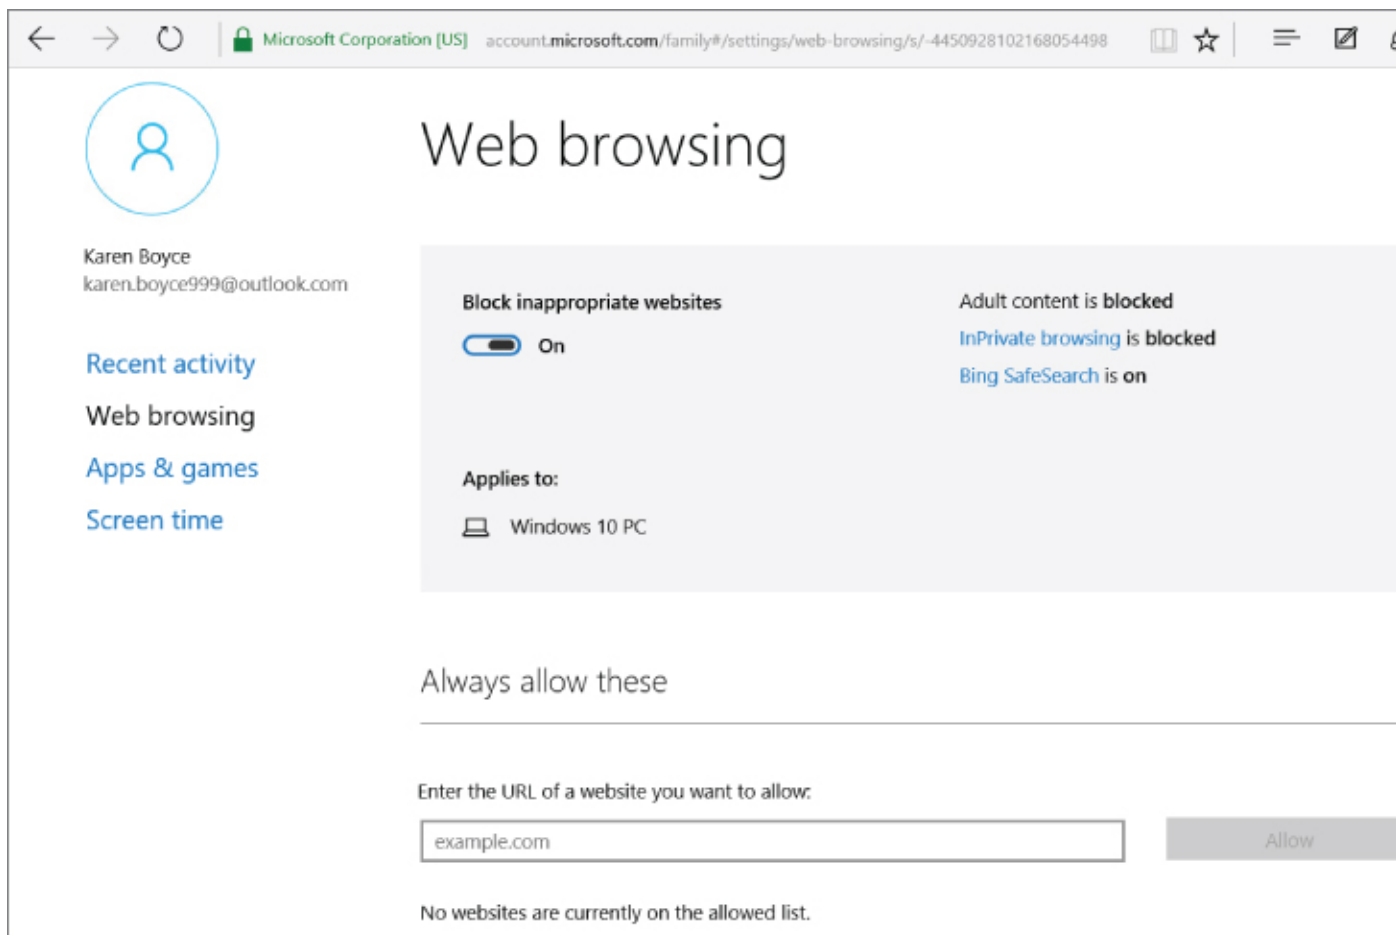 Microsoft Corporation [US] account.microsoft.com/family#/settings/web-browsing/s/-4450928102168054498
Web browsing
Karen Boyce
karen.boyce999@outlook.com
Recent activity
Web browsing
Apps & games
Screen time
Block inappropriate websites
On
Adult content is blocked
InPrivate browsing is blocked
Bing SafeSearch is on
Applies to:
Windows 10 PC
Always allow these
Enter the URL of a website you want to allow:
example.com
Allow
No websites are currently on the allowed list.